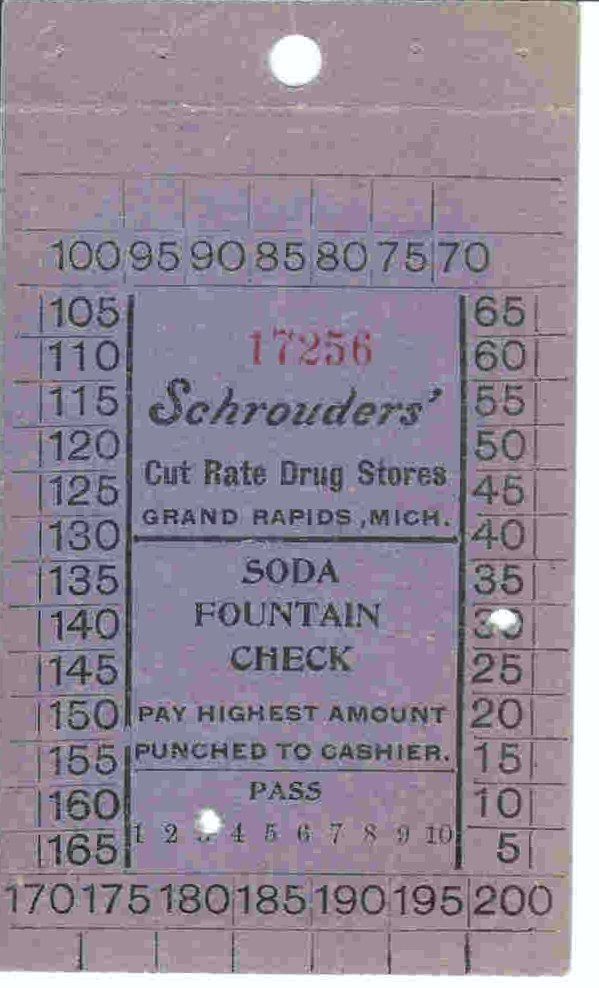 100 95 90 85 80 75 70
105 65
110 17256 60
115 Schrouders' 55
120 50
125 Cut Rate Drug Stores 45
130 GRAND RAPIDS, MICH. 40
135 SODA 35
140 FOUNTAIN 30
145 CHECK 25
150 PAY HIGHEST AMOUNT 20
155 PUNCHED TO CASHIER. 15
160 PASS 10
1 2 4 5 6 7 8 9 10
165 5
170 175 180 185 190 195 200